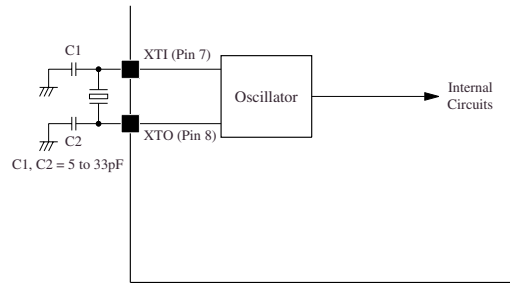 C1
XTI (Pin 7)
Oscillator
Internal
Circuits
XTO (Pin 8)
C2
C1, C2 = 5 to 33pF